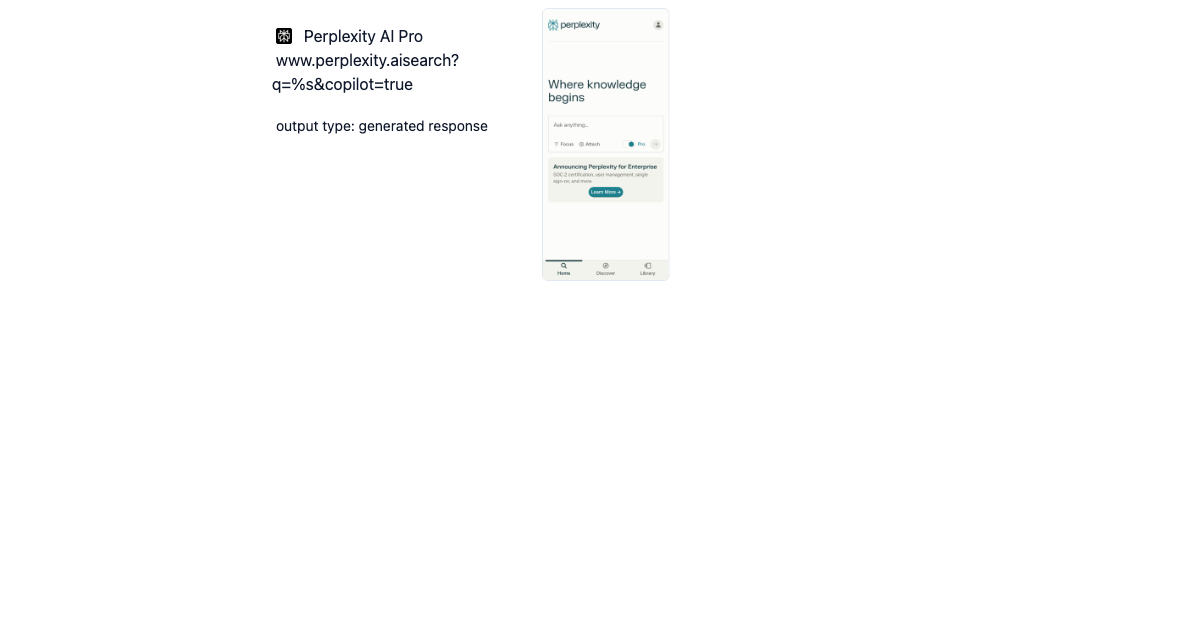 Perplexity AI Pro
www.perplexity.aisearch?
q=%s&copilot=true
output type: generated response
perplexity
Where knowledge
begins
Ask anything...
Focus Attach Pro
Announcing Perplexity for Enterprise
SOC 2 certification, user management, single
sign-on, and more.
Learn More
Home Discover Library